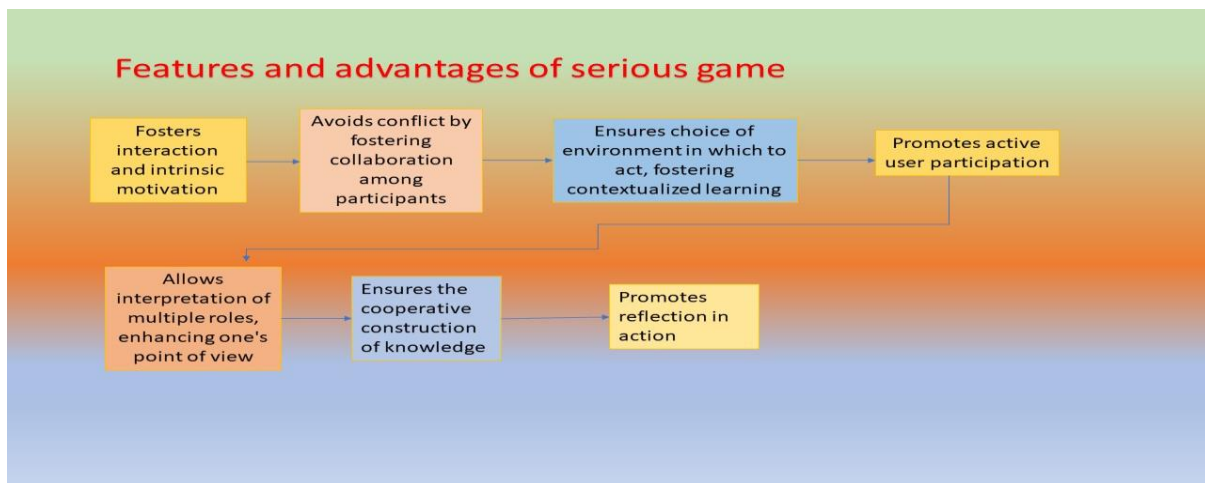 Features and advantages of serious game
Fosters
interaction
and intrinsic
motivation
Avoids conflict by
fostering
collaboration
among
participants
Ensures choice of
environment in which to
act, fostering
contextualized learning
Promotes active
user participation
Allows
interpretation of
multiple roles,
enhancing one's
point of view
Ensures the
cooperative
construction
of knowledge
Promotes
reflection in
action